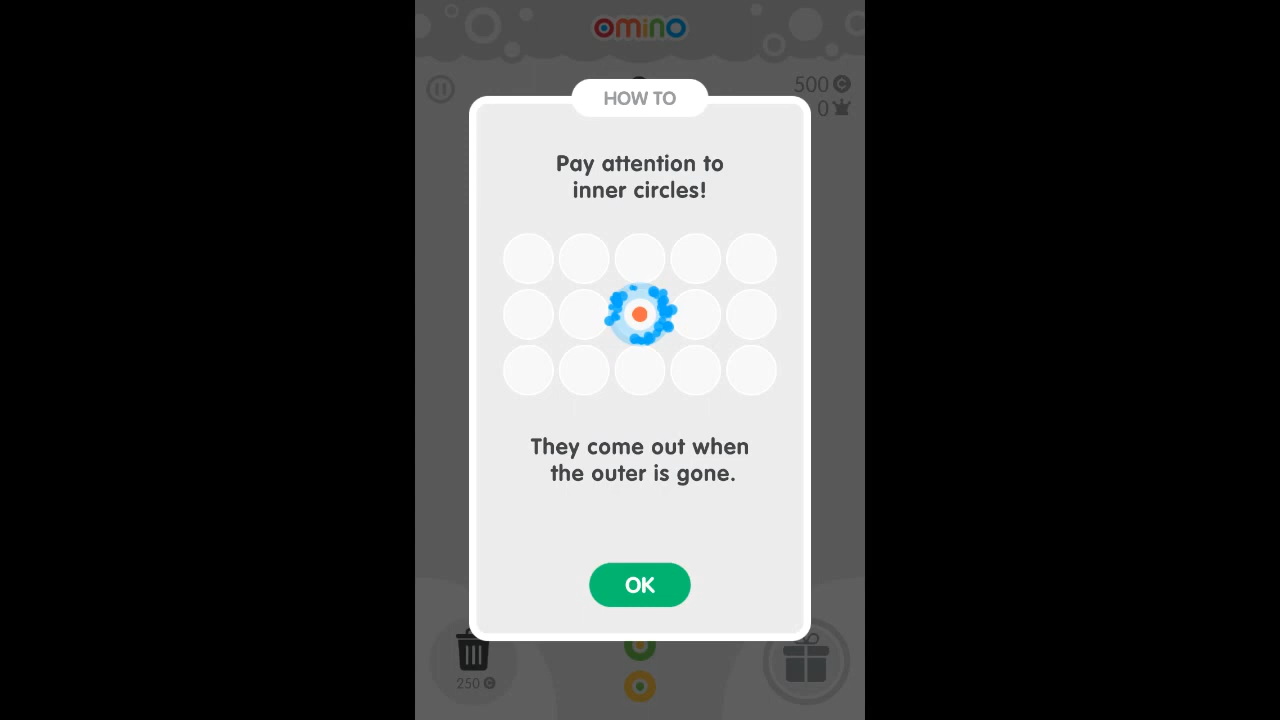 omino
500
0
HOW TO
Pay attention to
inner circles!
They come out when
the outer is gone.
OK
250